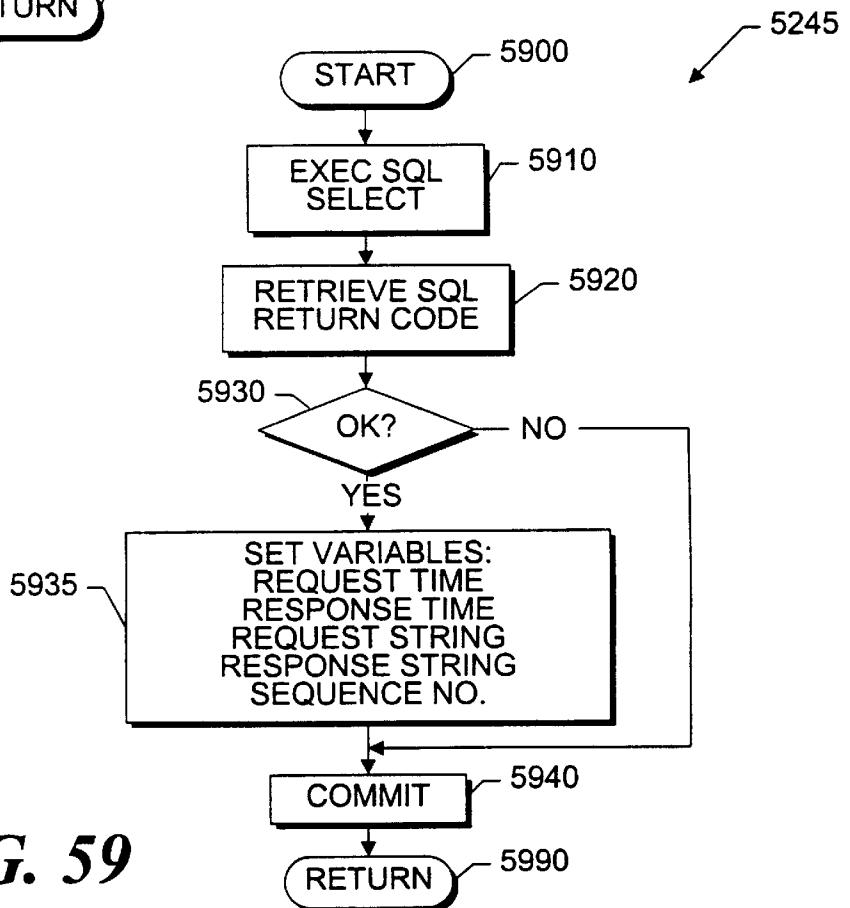 TURN
5245
START
5900
EXEC SQL
SELECT
5910
RETRIEVE SQL
RETURN CODE
5920
5930
OK?
NO
YES
5935
SET VARIABLES:
REQUEST TIME
RESPONSE TIME
REQUEST STRING
RESPONSE STRING
SEQUENCE NO.
COMMIT
5940
RETURN
5990
G. 59